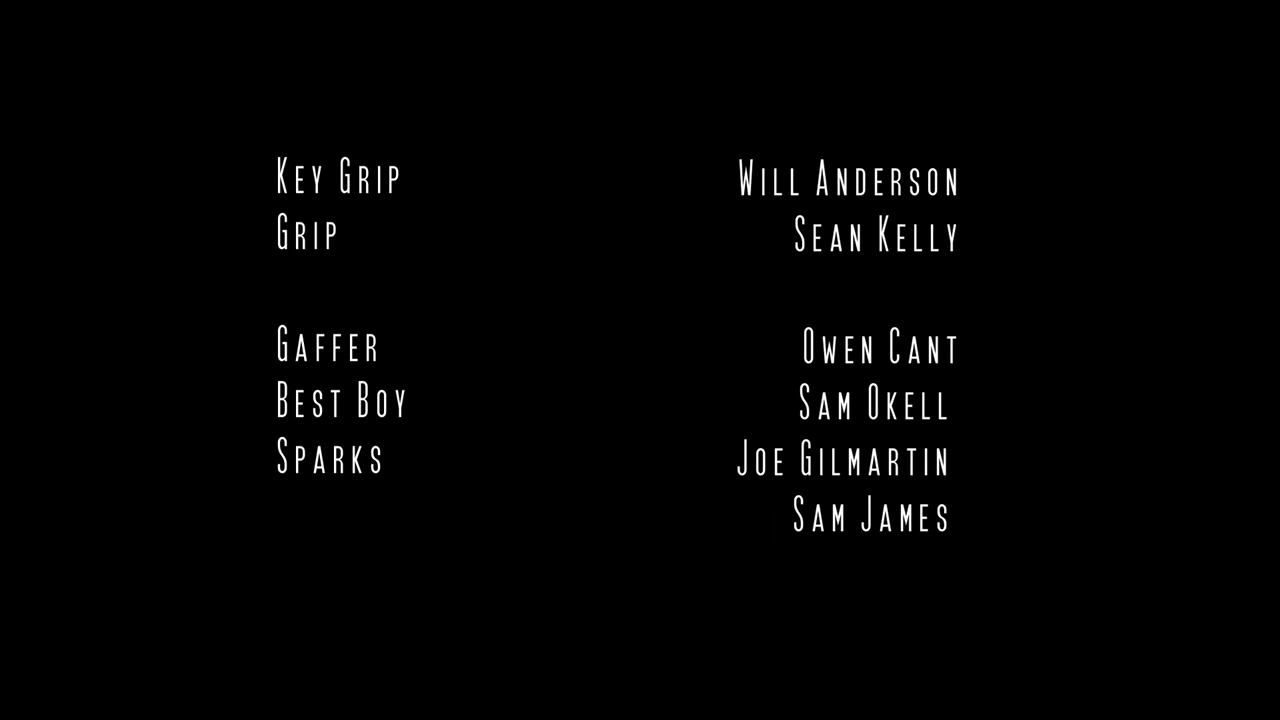 Key Grip Will Anderson
Grip Sean Kelly
Gaffer Owen Cant
Best Boy Sam Okell
Sparks Joe Gilmartin
Sam James